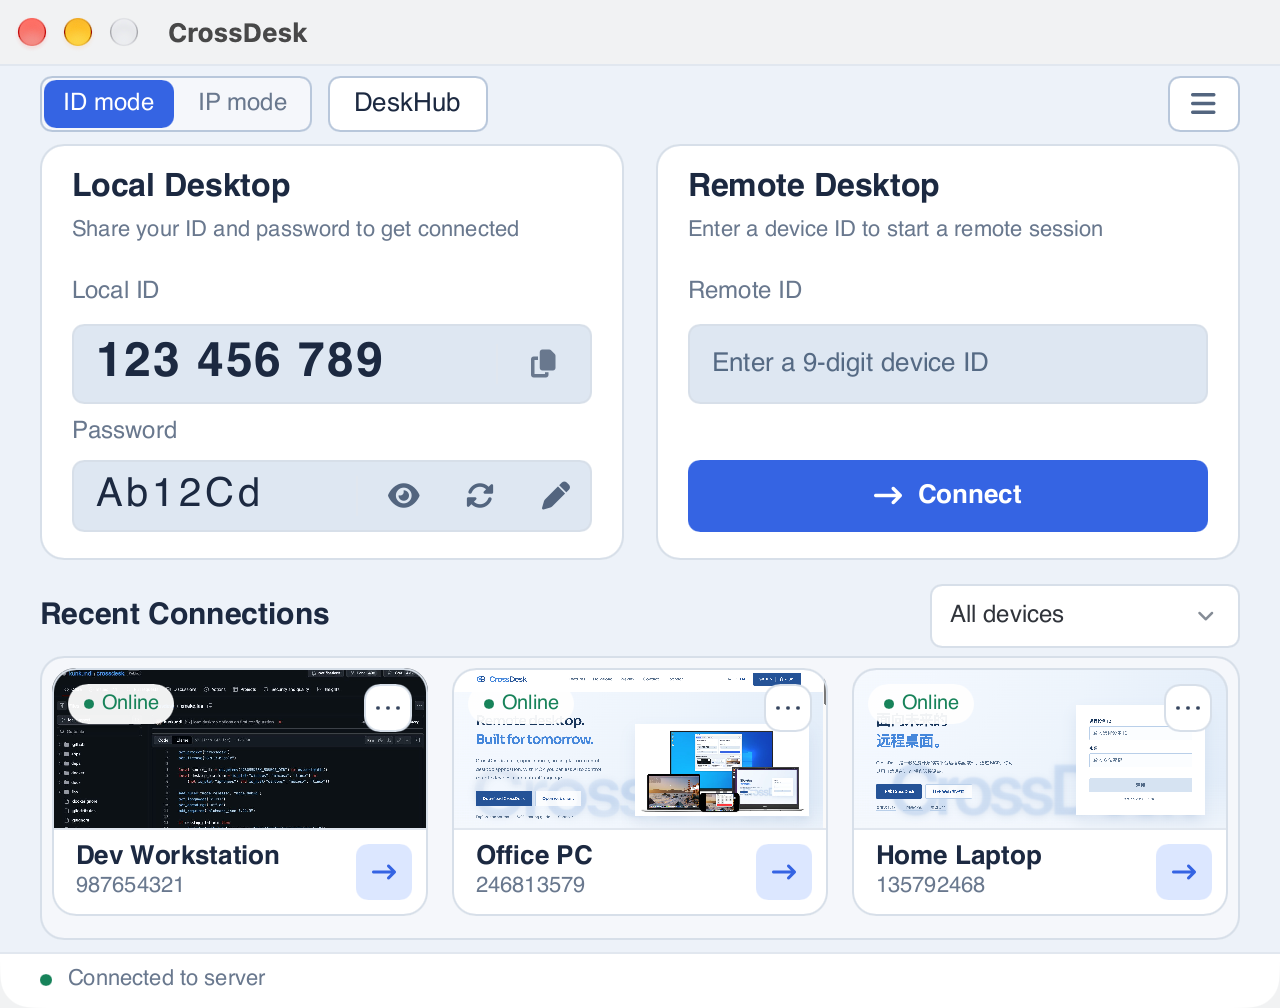 CrossDesk
ID mode
IP mode
DeskHub
Local Desktop
Share your ID and password to get connected
Local ID
123 456 789
Password
Ab12Cd
Remote Desktop
Enter a device ID to start a remote session
Remote ID
Enter a 9-digit device ID
Connect
Recent Connections
All devices
Online
Dev Workstation
987654321
CrossDesk
Online
Built for tomorrow.
Office PC
246813579
Online
远程桌面。
Home Laptop
135792468
Connected to server